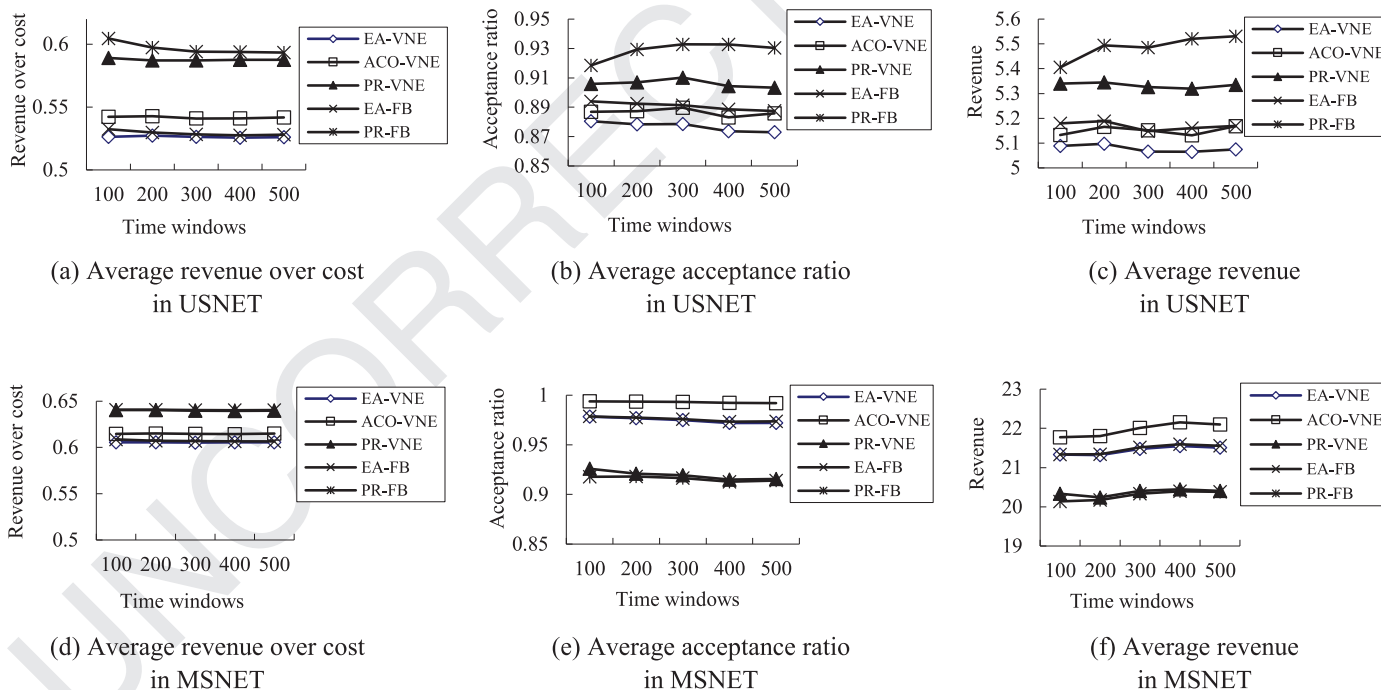 Revenue over cost
0.6
0.55
0.5
100 200 300 400 500
Time windows
EA-VNE
ACO-VNE
PR-VNE
EA-FB
PR-FB
(a) Average revenue over cost
in USNET
Acceptance ratio
0.95
0.93
0.91
0.89
0.87
0.85
100 200 300 400 500
Time windows
EA-VNE
ACO-VNE
PR-VNE
EA-FB
PR-FB
(b) Average acceptance ratio
in USNET
Revenue
5.6
5.5
5.4
5.3
5.2
5.1
5
100 200 300 400 500
Time windows
EA-VNE
ACO-VNE
PR-VNE
EA-FB
PR-FB
(c) Average revenue
in USNET
Revenue over cost
0.65
0.6
0.55
0.5
100 200 300 400 500
Time windows
EA-VNE
ACO-VNE
PR-VNE
EA-FB
PR-FB
(d) Average revenue over cost
in MSNET
Acceptance ratio
1
0.95
0.9
0.85
100 200 300 400 500
Time windows
EA-VNE
ACO-VNE
PR-VNE
EA-FB
PR-FB
(e) Average acceptance ratio
in MSNET
Revenue
23
22
21
20
19
100 200 300 400 500
Time windows
EA-VNE
ACO-VNE
PR-VNE
EA-FB
PR-FB
(f) Average revenue
in MSNET
UNCORRECT